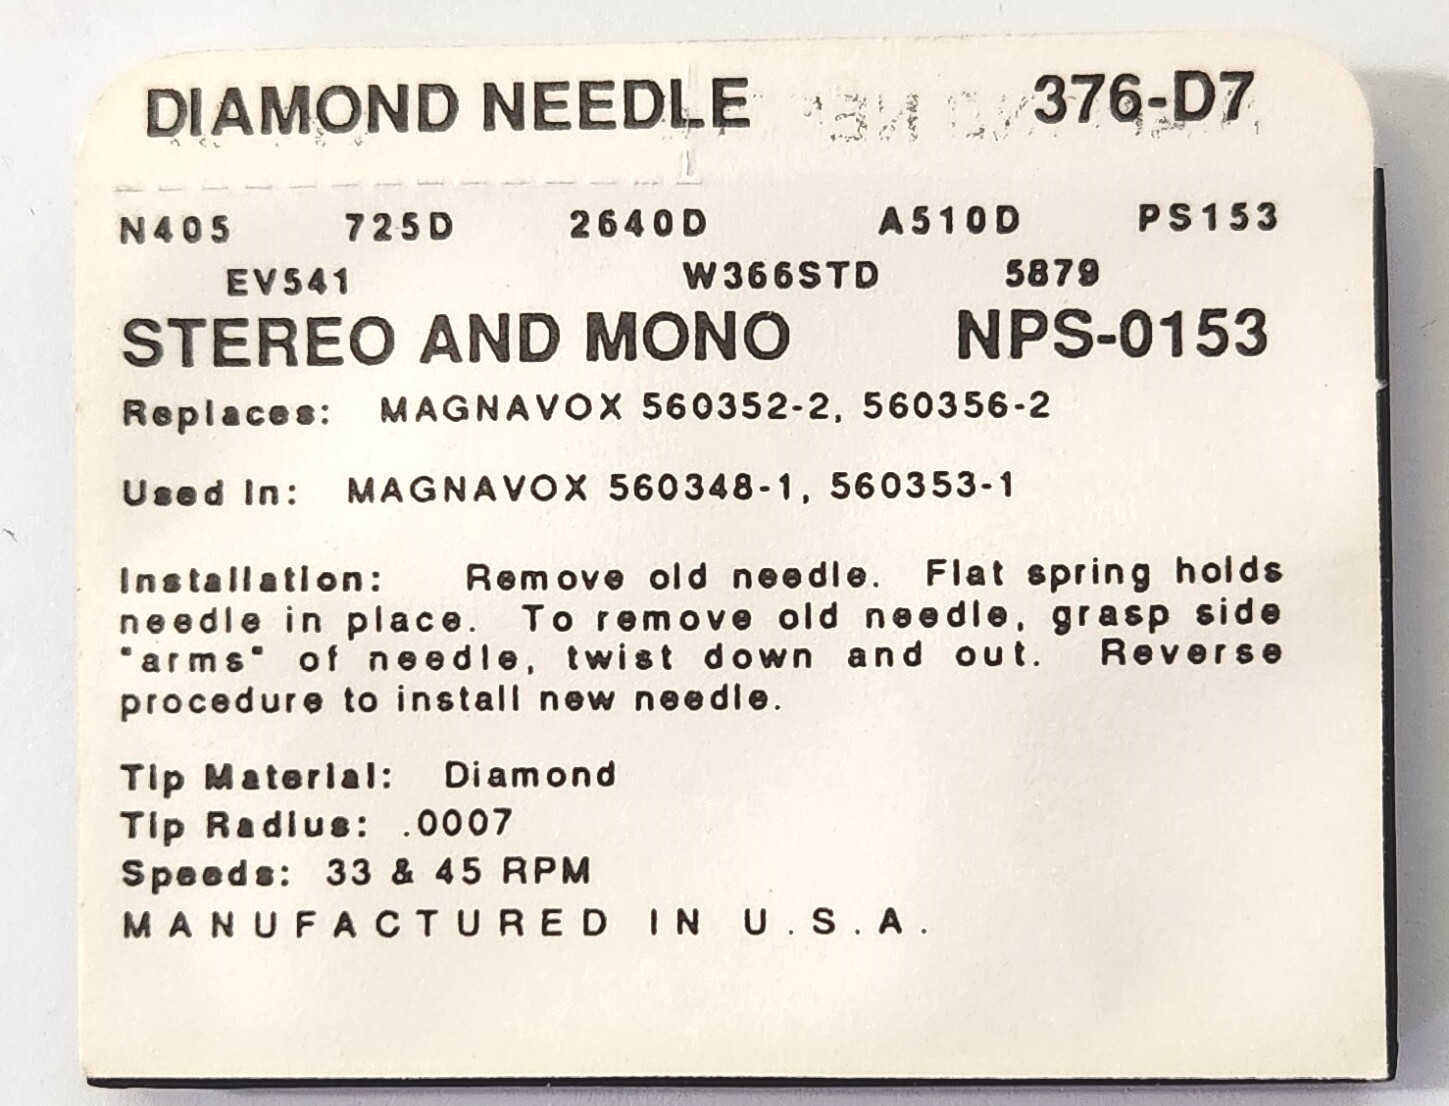 DIAMOND NEEDLE 376-D7
N405 725D 2640D A510D PS153
EV541 W366STD 5879
STEREO AND MONO NPS-0153
Replaces: MAGNAVOX 560352-2, 560356-2
Used In: MAGNAVOX 560348-1, 560353-1
Installation: Remove old needle. Flat spring holds
needle in place. To remove old needle, grasp side
"arms" of needle, twist down and out. Reverse
procedure to install new needle.
Tip Material: Diamond
Tip Radius: .0007
Speeds: 33 & 45 RPM
MANUFACTURED IN U.S.A.